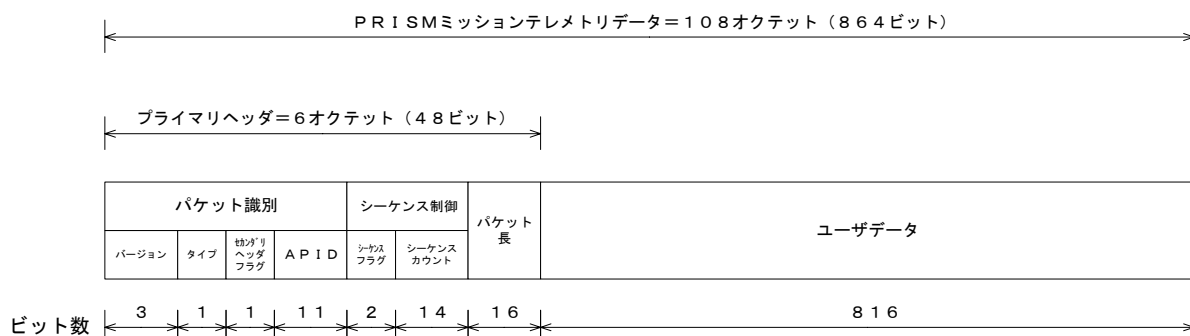 ＰＲＩＳＭミッションテレメトリデータ＝１０８オクテット（８６４ビット）
プライマリヘッダ＝６オクテット（４８ビット）
パケット識別
シーケンス制御
パケット
長
ユーザデータ
バージョン
タイプ
ｾｶﾝﾀﾞﾘ
ヘッダ
フラグ
ＡＰＩＤ
ｼｰｹﾝｽ
フラグ
シーケンス
カウント
ビット数
３
１
１
１１
２
１４
１６
８１６